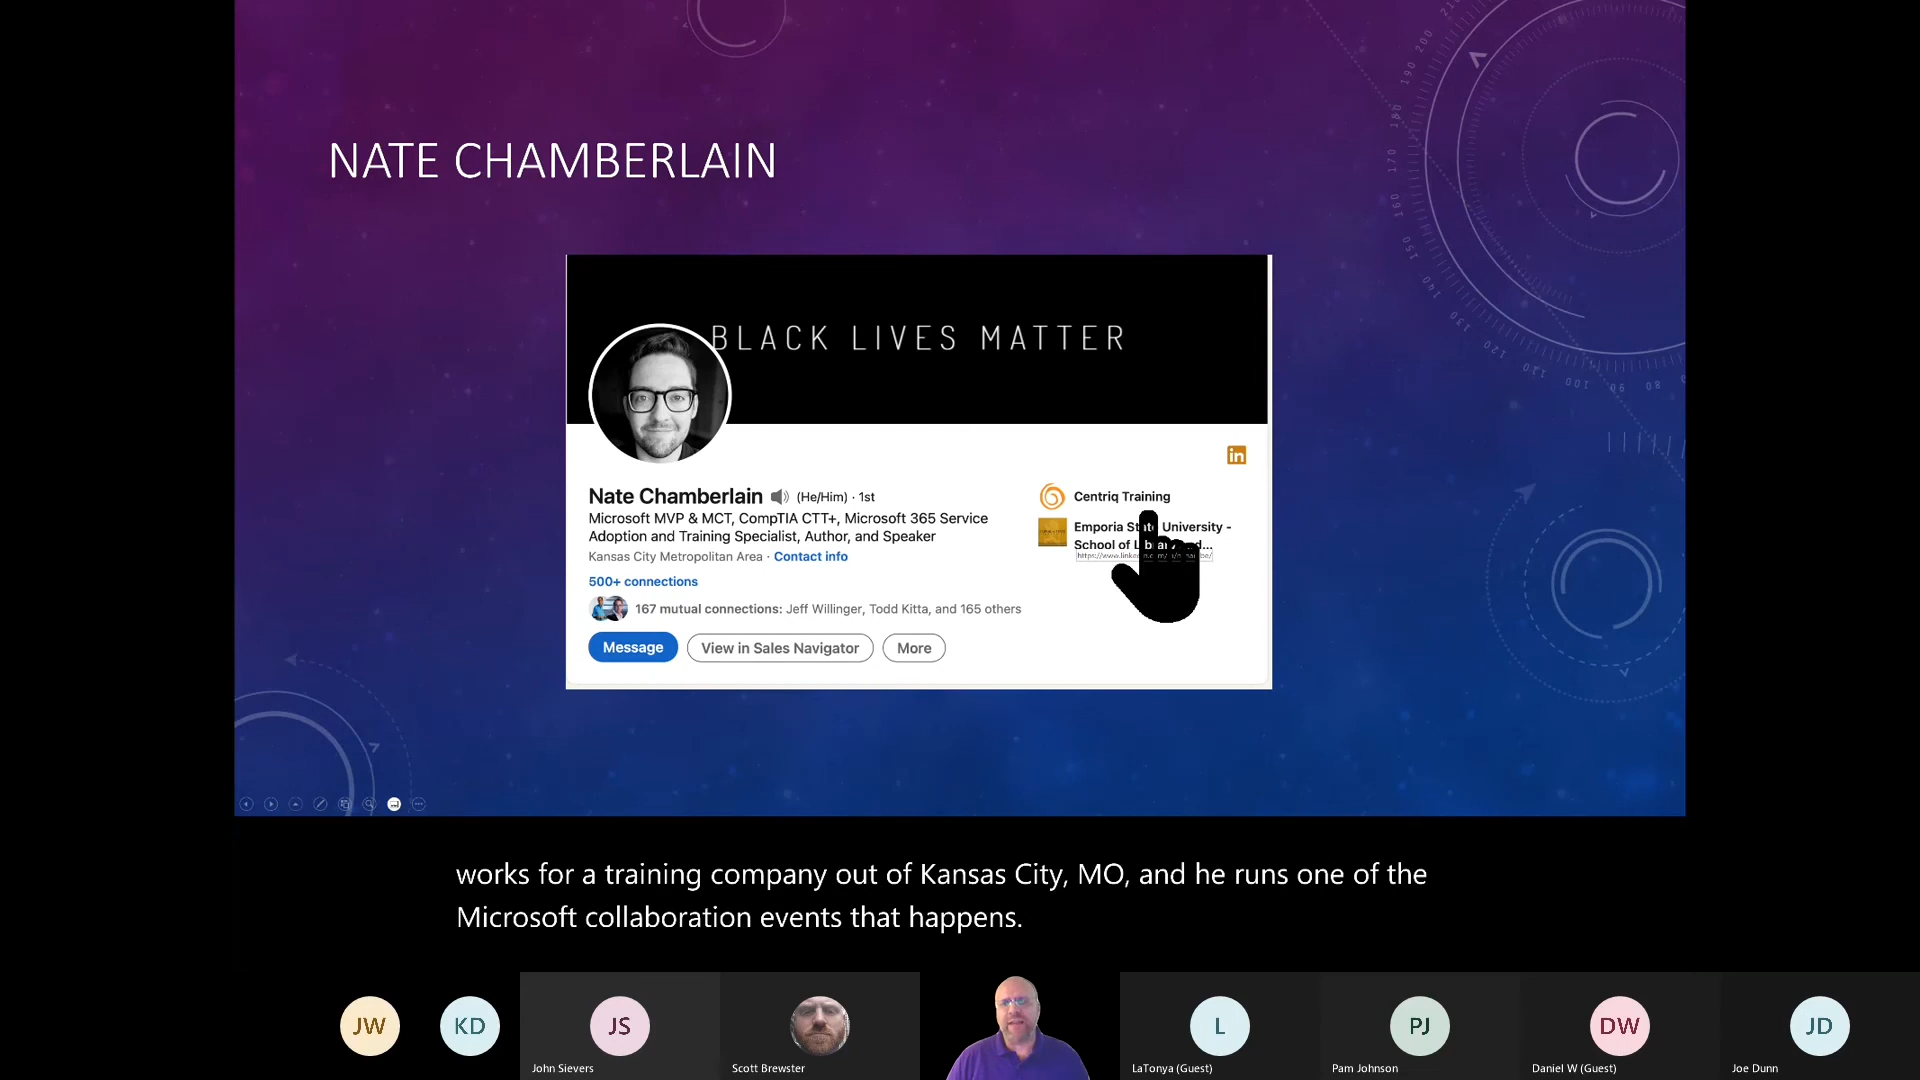 NATE CHAMBERLAIN
BLACK LIVES MATTER
in
Nate Chamberlain (He/Him) · 1st
Microsoft MVP & MCT, CompTIA CTT+, Microsoft 365 Service
Adoption and Training Specialist, Author, and Speaker
Kansas City Metropolitan Area · Contact info
500+ connections
167 mutual connections: Jeff Willinger, Todd Kitta, and 165 others
Message
View in Sales Navigator
More
Centriq Training
Emporia State University -
School of
works for a training company out of Kansas City, MO, and he runs one of the
Microsoft collaboration events that happens.
JW
KD
JS
L
PJ
DW
JD
John Sievers
Scott Brewster
LaTonya (Guest)
Pam Johnson
Daniel W (Guest)
Joe Dunn